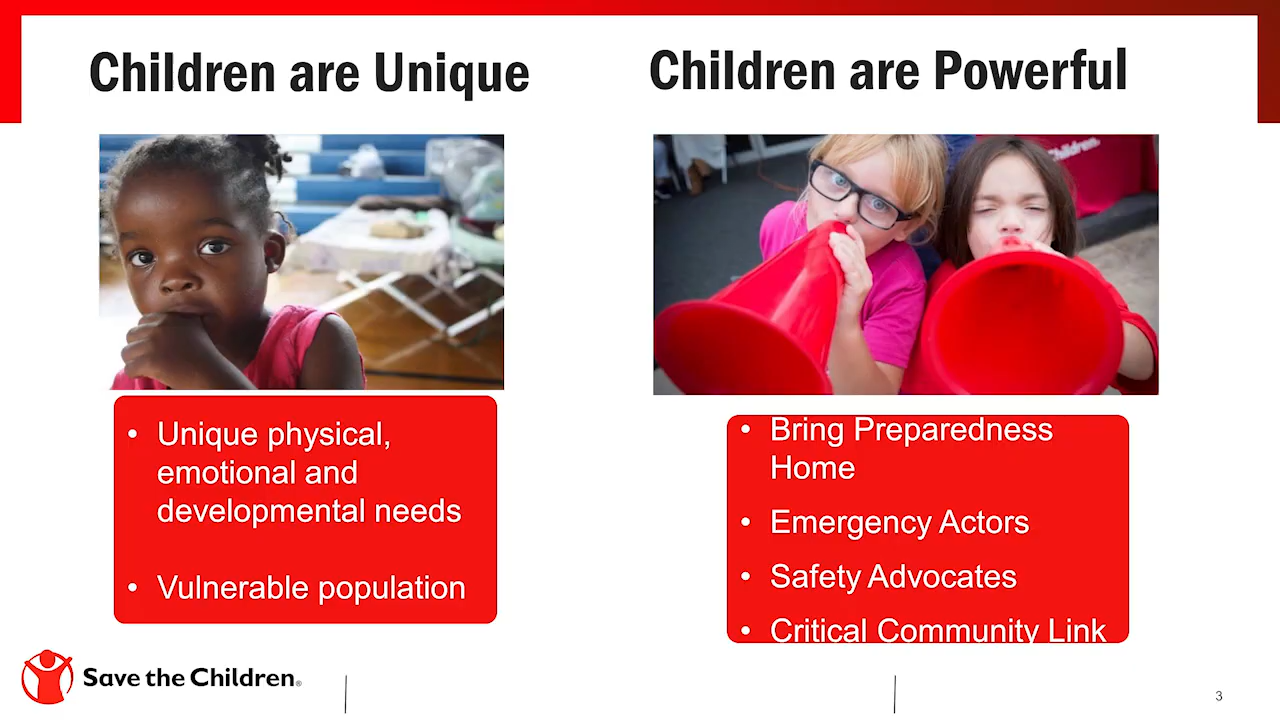 Children are Unique
Children are Powerful
Children.
• Unique physical,
emotional and
developmental needs
• Vulnerable population
• Bring Preparedness
Home
• Emergency Actors
• Safety Advocates
• Critical Community Link
Save the Children®
3